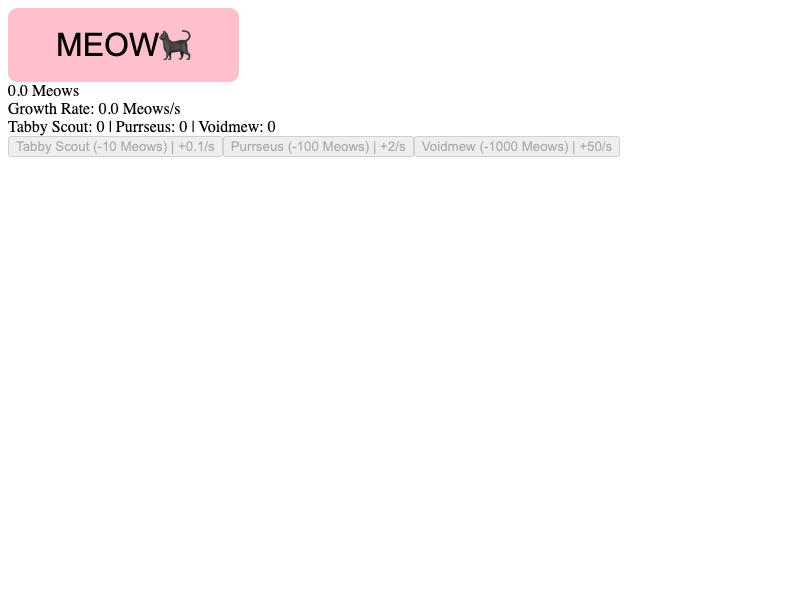 MEOW🐈‍⬛
0.0 Meows
Growth Rate: 0.0 Meows/s
Tabby Scout: 0 | Purrseus: 0 | Voidmew: 0
Tabby Scout (-10 Meows) | +0.1/s Purrseus (-100 Meows) | +2/s Voidmew (-1000 Meows) | +50/s